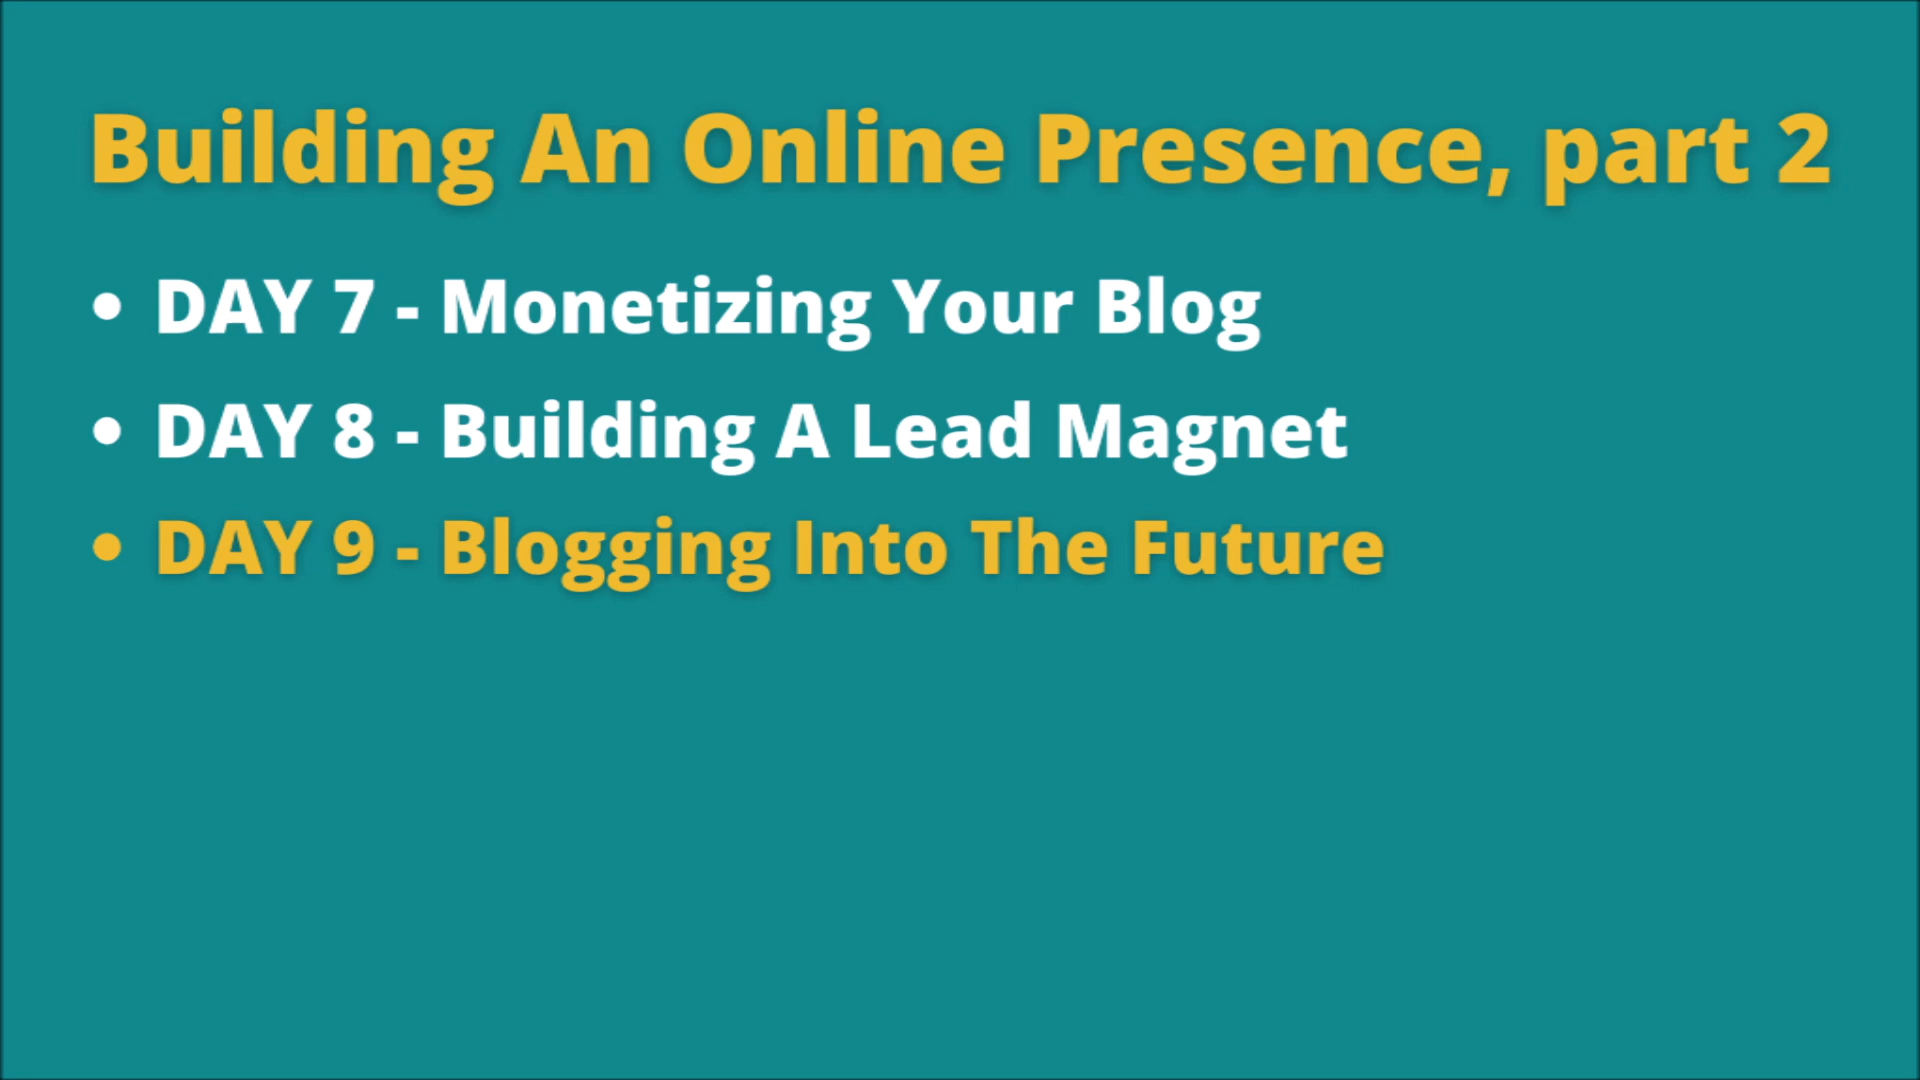 Building An Online Presence, part 2
• DAY 7 - Monetizing Your Blog
• DAY 8 - Building A Lead Magnet
• DAY 9 - Blogging Into The Future